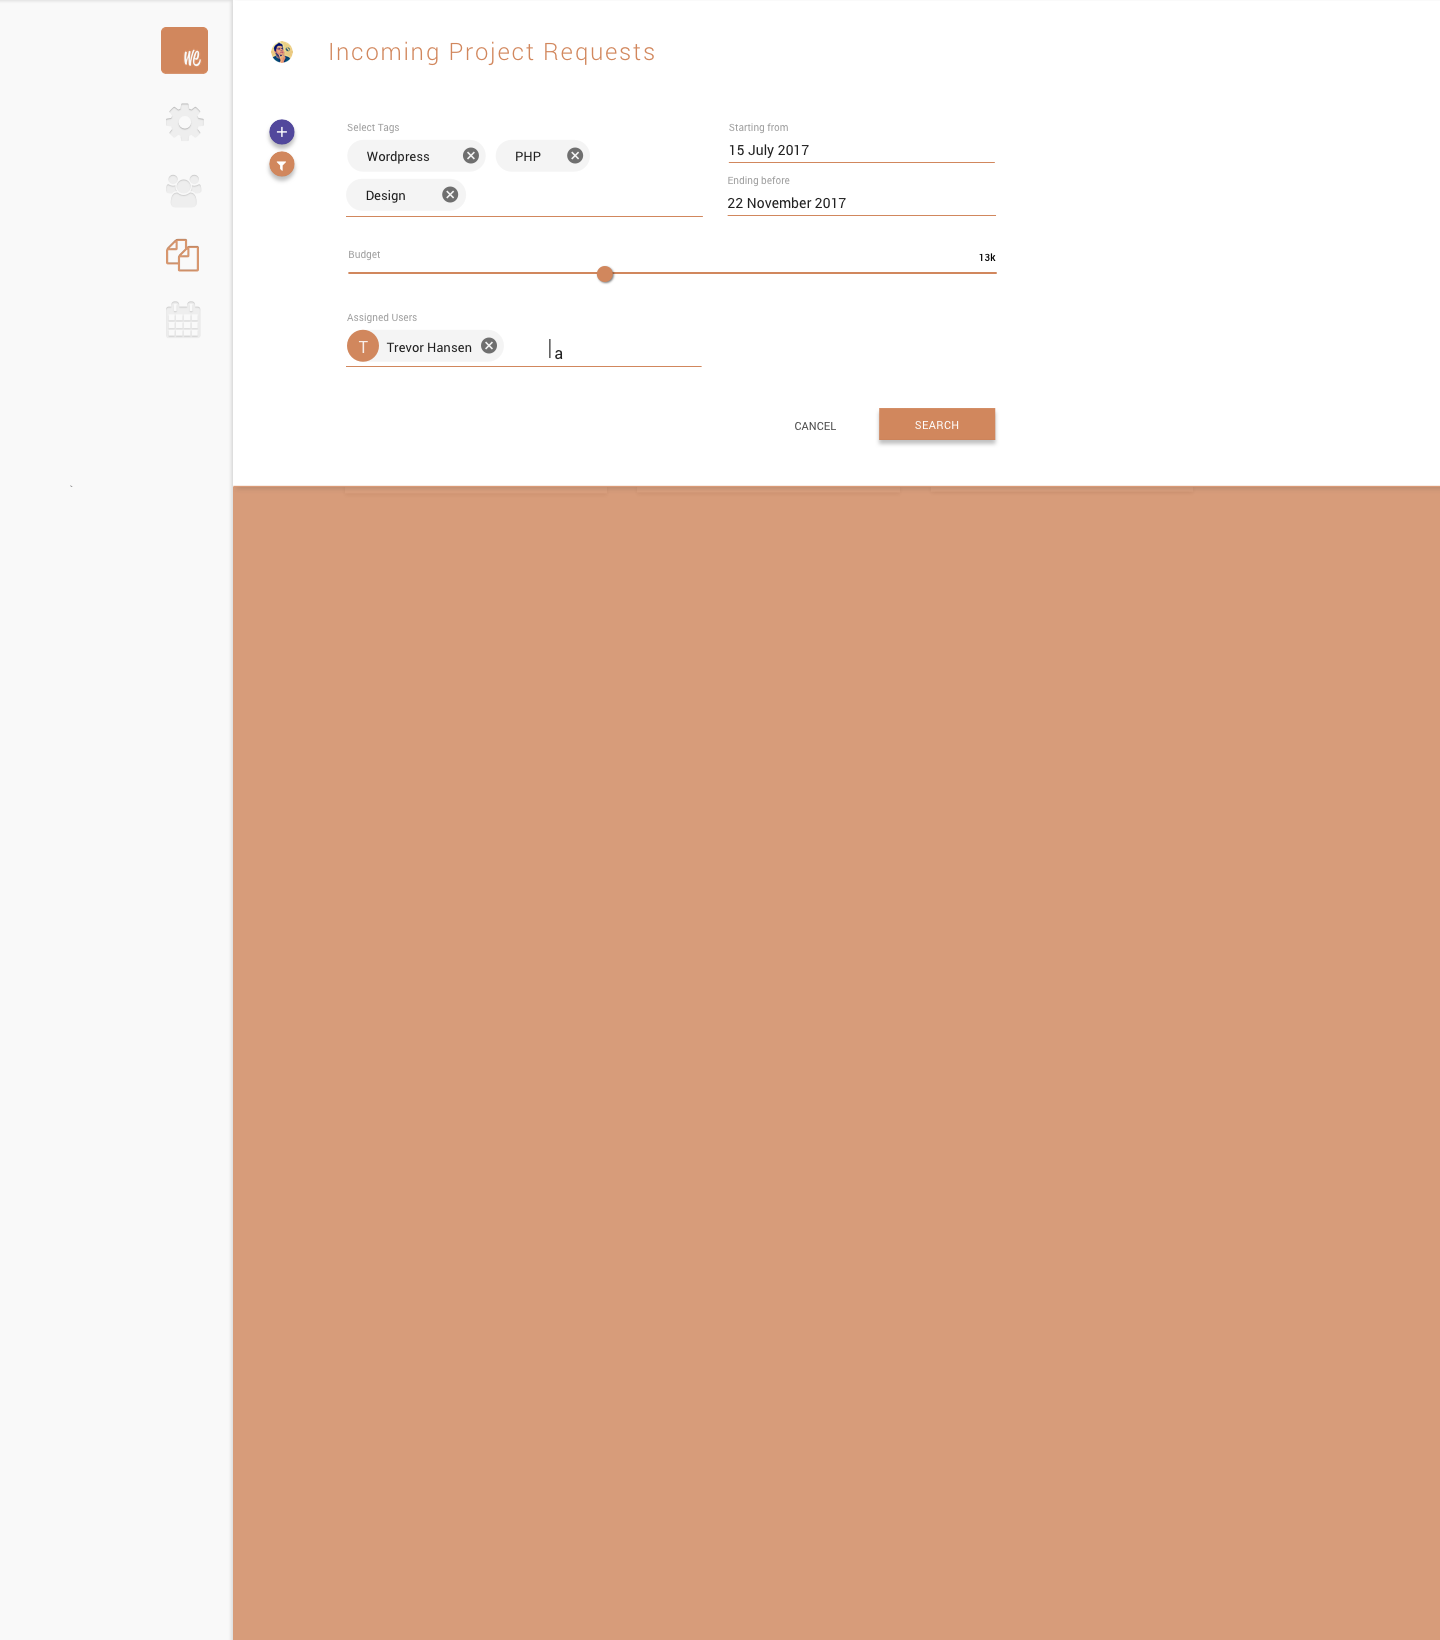 we
Incoming Project Requests
Select Tags
Wordpress
PHP
Design
Starting from
15 July 2017
Ending before
22 November 2017
Budget
13k
Assigned Users
T
Trevor Hansen
a
CANCEL
SEARCH